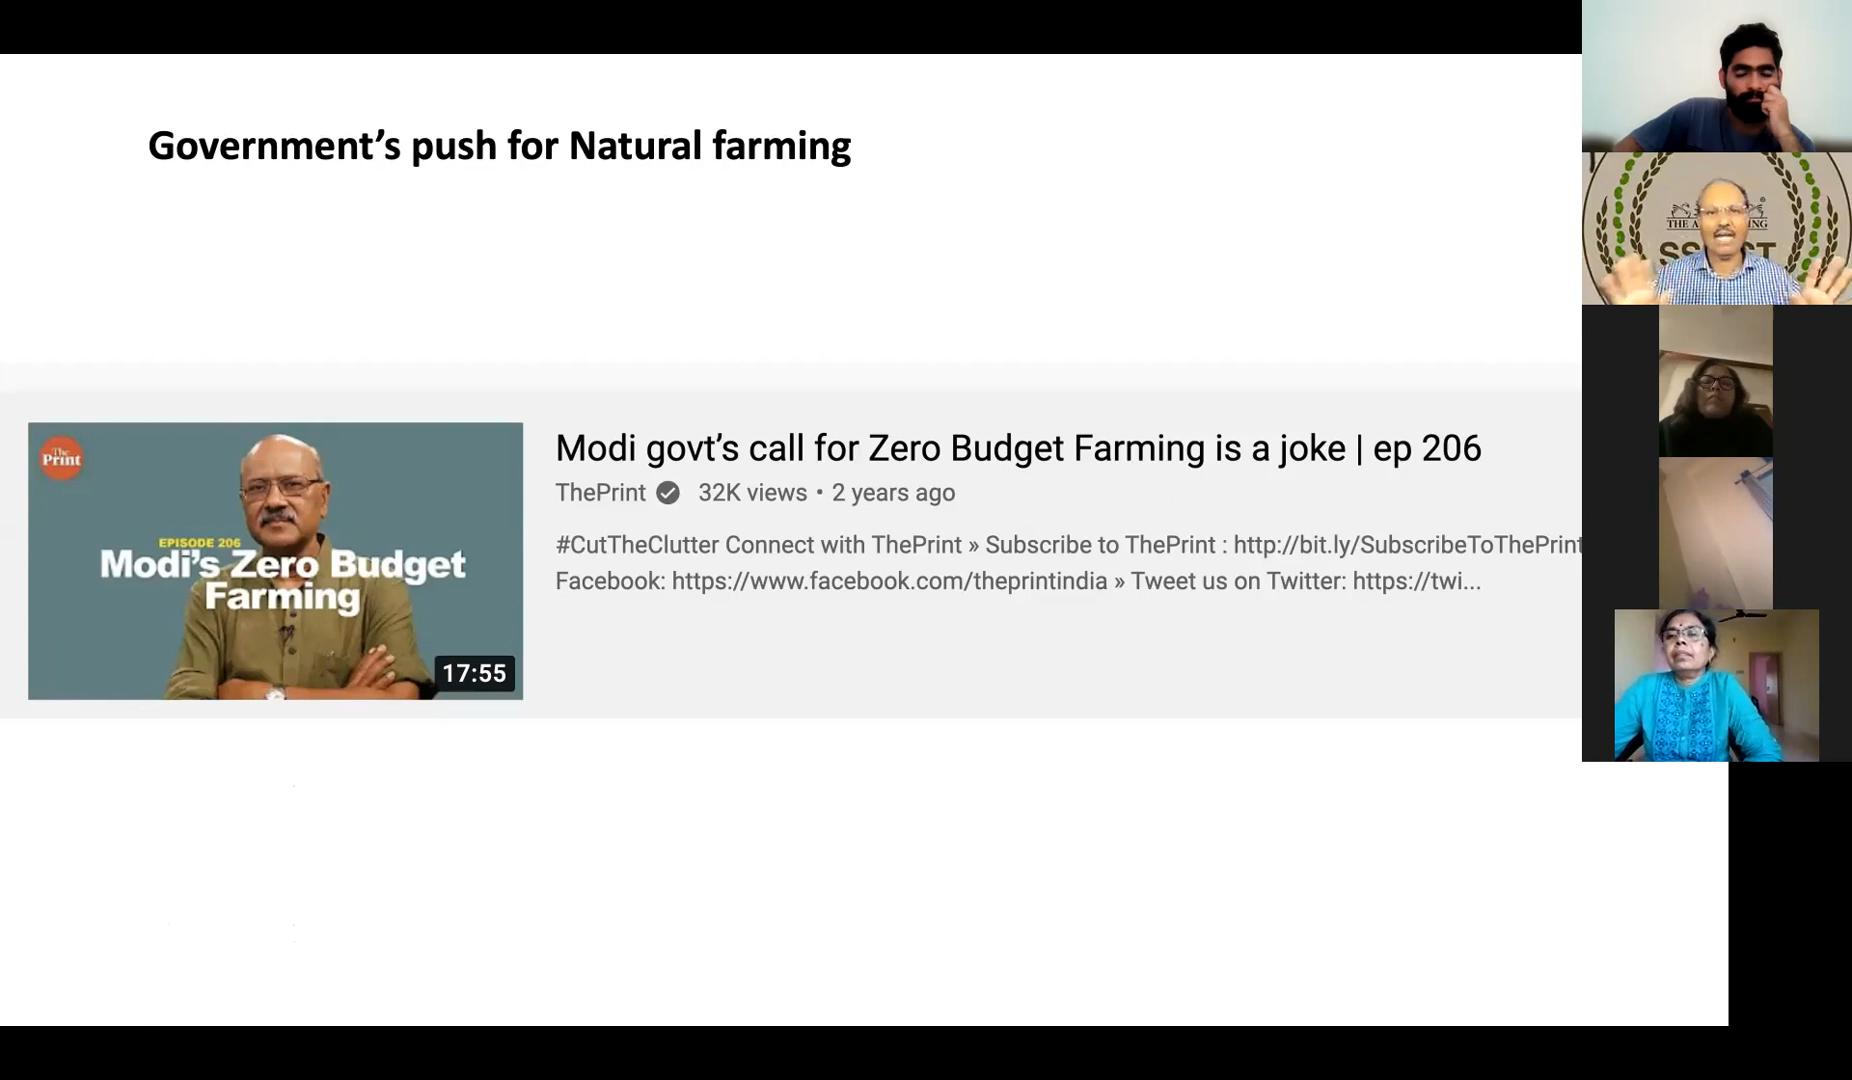 Government’s push for Natural farming
The
Print
EPISODE 206
Modi’s Zero Budget
Farming
17:55
Modi govt’s call for Zero Budget Farming is a joke | ep 206
ThePrint 32K views • 2 years ago
#CutTheClutter Connect with ThePrint » Subscribe to ThePrint : http://bit.ly/SubscribeToThePrint
Facebook: https://www.facebook.com/theprintindia » Tweet us on Twitter: https://twi...